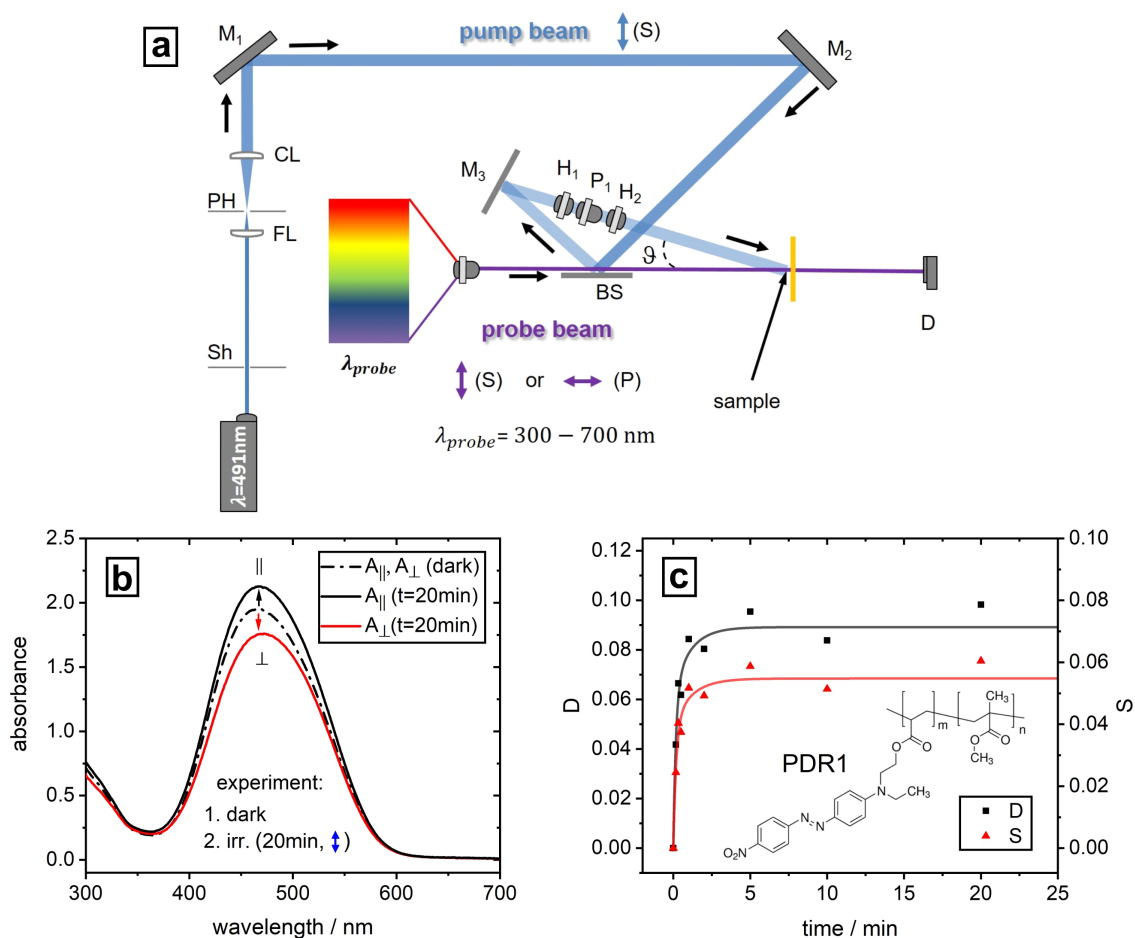 a
M₁
pump beam
(S)
M₂
CL
PH
FL
Sh
λ=491nm
M₃
H₁
P₁
H₂
ϑ
BS
D
λ_probe
probe beam
(S) or (P)
λ_probe = 300 − 700 nm
sample
b
absorbance
2.5
2.0
1.5
1.0
0.5
0.0
300 400 500 600 700
wavelength / nm
∥
⊥
A∥, A⊥ (dark)
A∥ (t=20min)
A⊥(t=20min)
experiment:
1. dark
2. irr. (20min, ↕)
c
D
0.12
0.10
0.08
0.06
0.04
0.02
0.00
0 5 10 15 20 25
time / min
S
0.10
0.08
0.06
0.04
0.02
0.00
PDR1
m
n
CH₃
O
O
O
O
CH₃
N
CH₃
N
N
O₂N
D
S